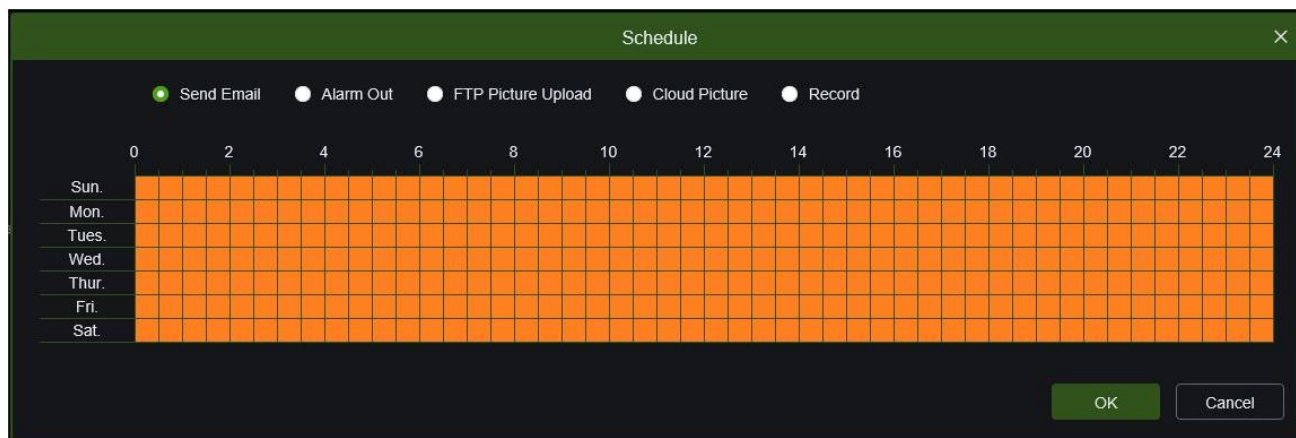 Schedule
Send Email Alarm Out FTP Picture Upload Cloud Picture Record
0 2 4 6 8 10 12 14 16 18 20 22 24
Sun.
Mon.
Tues.
Wed.
Thur.
Fri.
Sat.
OK Cancel